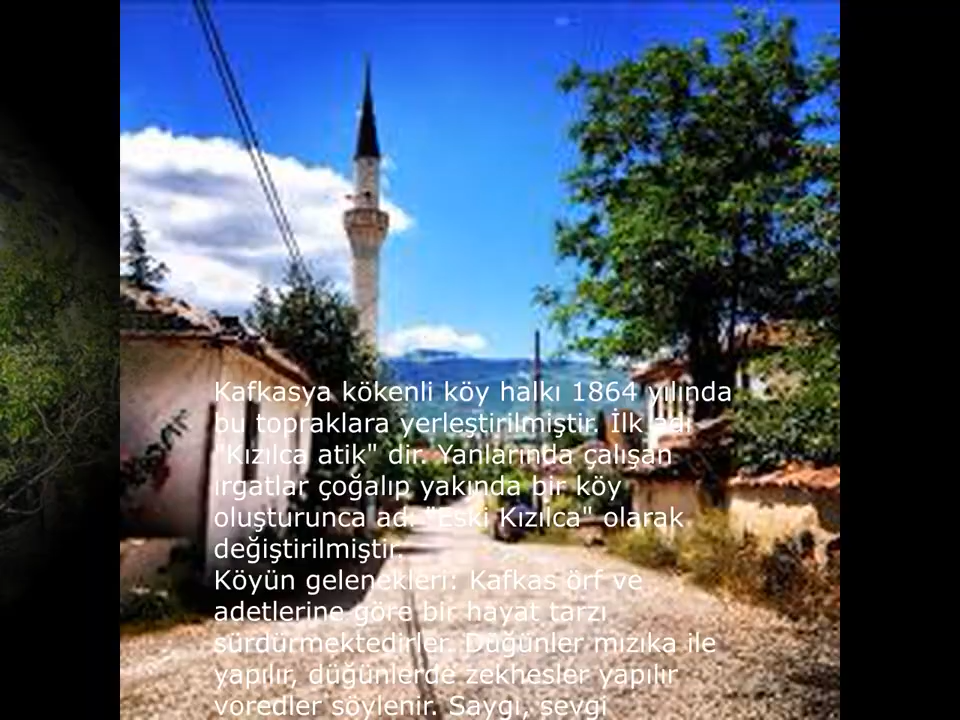 Kafkasya kökenli köy halkı 1864 yılında
bu topraklara yerleştirilmiştir. İlk adı
"Kızılca atik" dir. Yanlarında çalışan
ırgatlar çoğalıp yakında bir köy
oluşturunca adı "Eski Kızılca" olarak
değiştirilmiştir.
Köyün gelenekleri: Kafkas örf ve
adetlerine göre bir hayat tarzı
sürdürmektedirler. Düğünler mızıka ile
yapılır, düğünlerde zekhesler yapılır
voredler söylenir. Saygı, sevgi